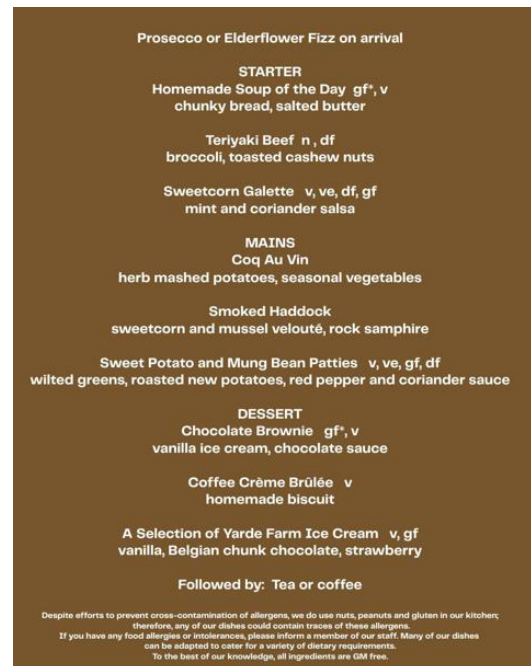 Prosecco or Elderflower Fizz on arrival
STARTER
Homemade Soup of the Day gf*, v
chunky bread, salted butter
Teriyaki Beef n , df
broccoli, toasted cashew nuts
Sweetcorn Galette v, ve, df, gf
mint and coriander salsa
MAINS
Coq Au Vin
herb mashed potatoes, seasonal vegetables
Smoked Haddock
sweetcorn and mussel velouté, rock samphire
Sweet Potato and Mung Bean Patties v, ve, gf, df
wilted greens, roasted new potatoes, red pepper and coriander sauce
DESSERT
Chocolate Brownie gf*, v
vanilla ice cream, chocolate sauce
Coffee Crème Brûlée v
homemade biscuit
A Selection of Yarde Farm Ice Cream v, gf
vanilla, Belgian chunk chocolate, strawberry
Followed by: Tea or coffee
Despite efforts to prevent cross-contamination of allergens, we do use nuts, peanuts and gluten in our kitchen;
therefore, any of our dishes could contain traces of these allergens.
If you have any food allergies or intolerances, please inform a member of our staff. Many of our dishes
can be adapted to cater for a variety of dietary requirements.
To the best of our knowledge, all ingredients are GM free.